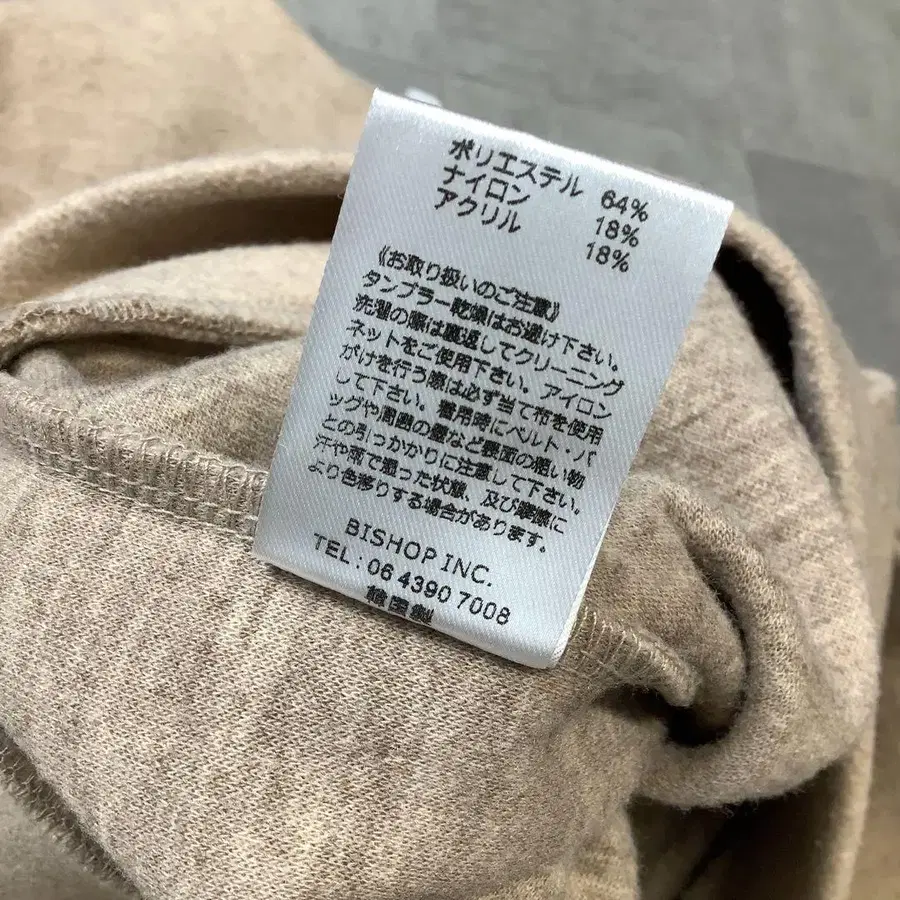 ポリエステル 64%
ナイロン 18%
アクリル 18%
《お取り扱いのご注意》
タンブラー乾燥はお避け下さい。
洗濯の際は裏返してクリーニング
ネットをご使用下さい。アイロン
がけを行う際は必ず当て布を使用
して下さい。着用時にベルト・バ
ッグや周囲の壁など表面の粗い物
との引っかかりに注意して下さい。
汗や雨で湿った状態、及び摩擦に
より色移りする場合があります。
BISHOP INC.
TEL:06 4390 7008
韓国製